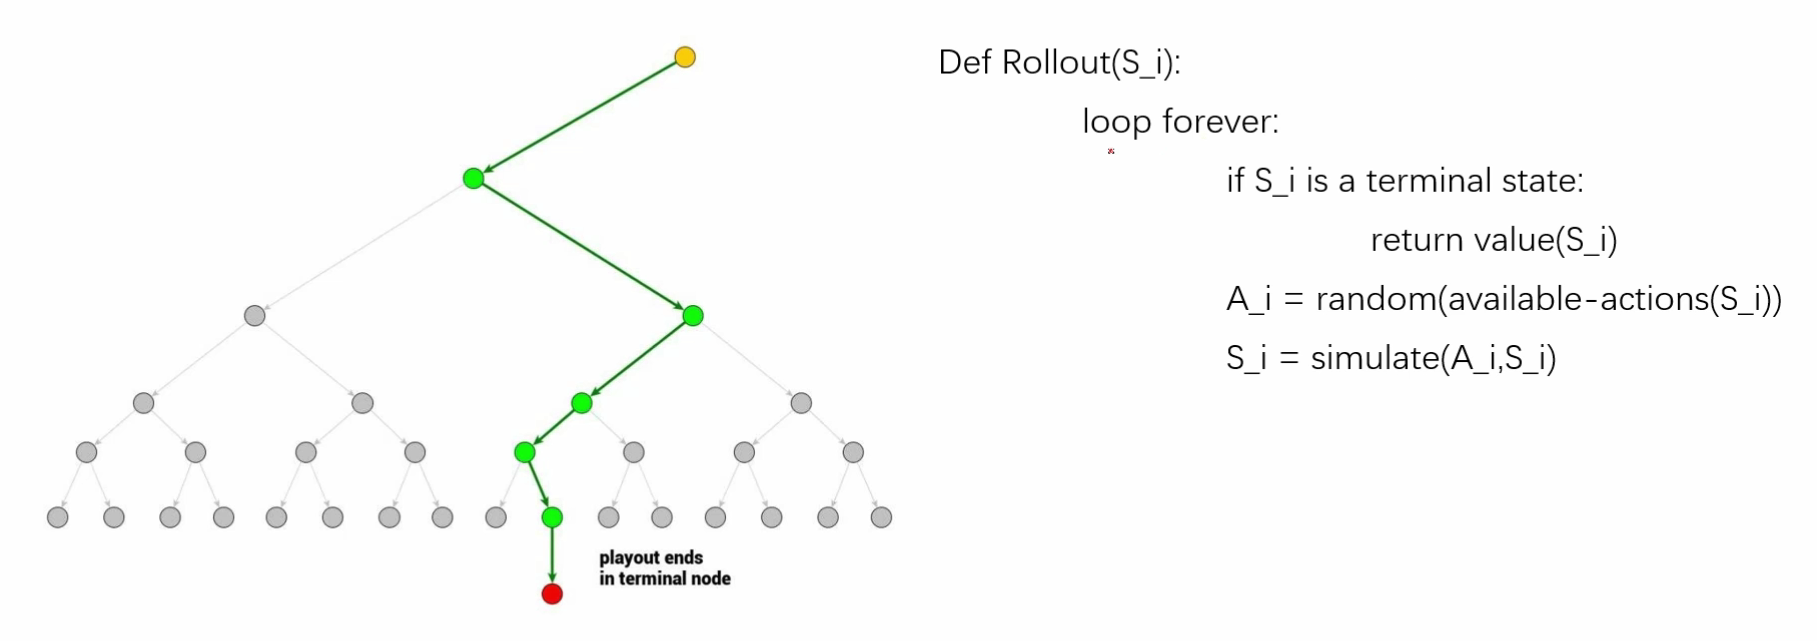 Def Rollout(S_i):
loop forever:
if S_i is a terminal state:
return value(S_i)
A_i = random(available-actions(S_i))
S_i = simulate(A_i,S_i)
playout ends
in terminal node